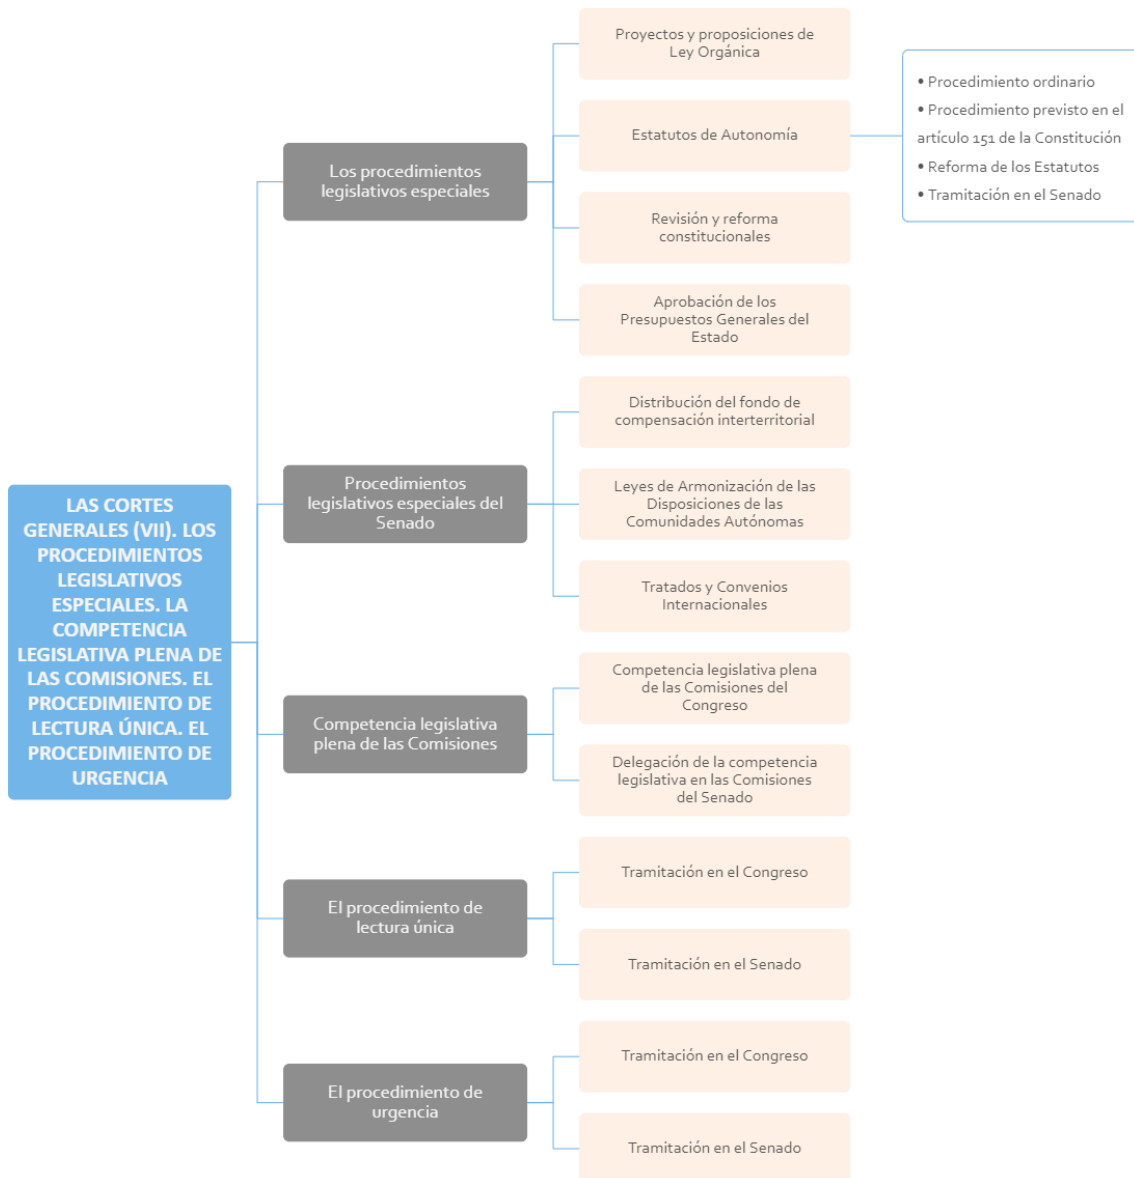 LAS CORTES
GENERALES (VII). LOS
PROCEDIMIENTOS
LEGISLATIVOS
ESPECIALES. LA
COMPETENCIA
LEGISLATIVA PLENA DE
LAS COMISIONES. EL
PROCEDIMIENTO DE
LECTURA ÚNICA. EL
PROCEDIMIENTO DE
URGENCIA
Los procedimientos
legislativos especiales
Proyectos y proposiciones de
Ley Orgánica
Estatutos de Autonomía
• Procedimiento ordinario
• Procedimiento previsto en el
artículo 151 de la Constitución
• Reforma de los Estatutos
• Tramitación en el Senado
Revisión y reforma
constitucionales
Aprobación de los
Presupuestos Generales del
Estado
Procedimientos
legislativos especiales del
Senado
Distribución del fondo de
compensación interterritorial
Leyes de Armonización de las
Disposiciones de las
Comunidades Autónomas
Tratados y Convenios
Internacionales
Competencia legislativa
plena de las Comisiones
Competencia legislativa plena
de las Comisiones del
Congreso
Delegación de la competencia
legislativa en las Comisiones
del Senado
El procedimiento de
lectura única
Tramitación en el Congreso
Tramitación en el Senado
El procedimiento de
urgencia
Tramitación en el Congreso
Tramitación en el Senado